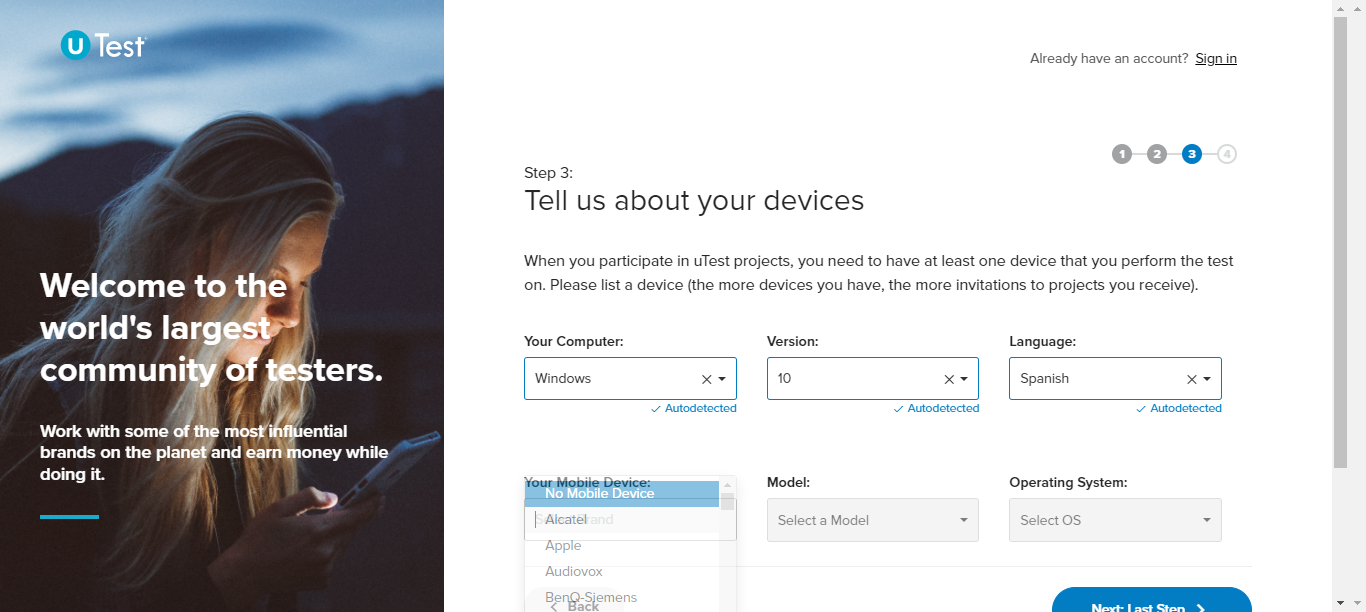 uTest
Already have an account? Sign in
1 2 3 4
Step 3:
Tell us about your devices
Welcome to the
world's largest
community of testers.
Work with some of the most influential
brands on the planet and earn money while
doing it.
When you participate in uTest projects, you need to have at least one device that you perform the test
on. Please list a device (the more devices you have, the more invitations to projects you receive).
Your Computer: Version: Language:
Windows 10 Spanish
Autodetected Autodetected Autodetected
Your Mobile Device: Model: Operating System:
No Mobile Device
Alcatel Select a Model Select OS
Apple
Audiovox
BenQ-Siemens
Back Next: Last Step